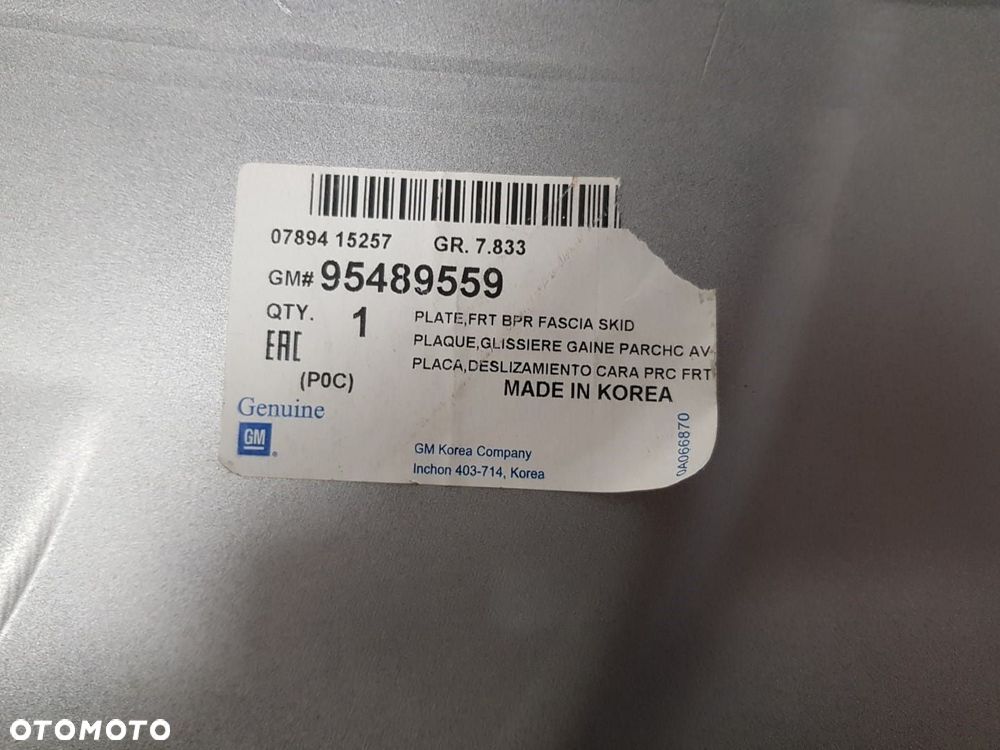 07894 15257 GR. 7.833
GM# 95489559
QTY. 1
PLATE,FRT BPR FASCIA SKID
PLAQUE,GLISSIERE GAINE PARCHC AV
PLACA,DESLIZAMIENTO CARA PRC FRT
EAC
(P0C)
MADE IN KOREA
Genuine
GM
GM Korea Company
Inchon 403-714, Korea
0A066870
OTOMOTO